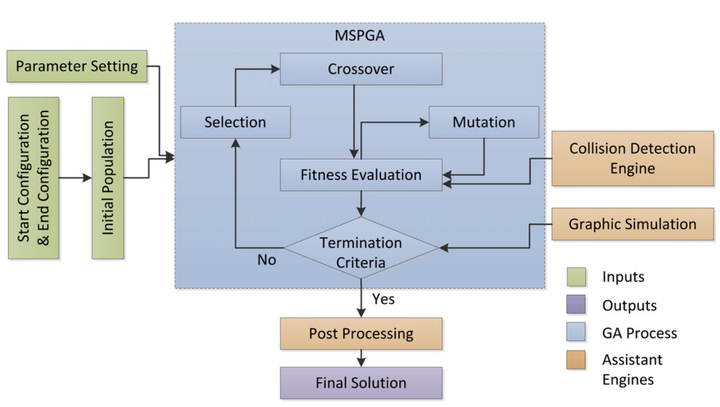 MSPGA
Parameter Setting
Crossover
Selection
Mutation
Start Configuration
& End Configuration
Initial Population
Fitness Evaluation
Collision Detection
Engine
Graphic Simulation
Termination
Criteria
No
Yes
Post Processing
Final Solution
Inputs
Outputs
GA Process
Assistant
Engines